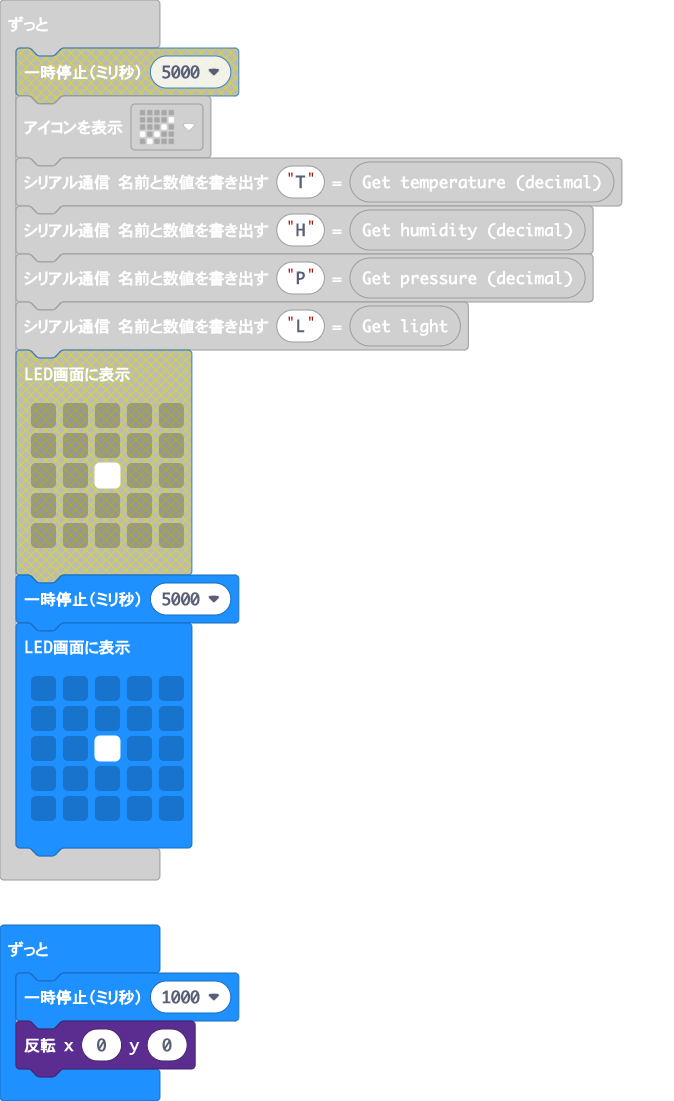 ずっと
一時停止(ミリ秒) 5000
アイコンを表示
シリアル通信 名前と数値を書き出す "T" = Get temperature (decimal)
シリアル通信 名前と数値を書き出す "H" = Get humidity (decimal)
シリアル通信 名前と数値を書き出す "P" = Get pressure (decimal)
シリアル通信 名前と数値を書き出す "L" = Get light
LED画面に表示
一時停止(ミリ秒) 5000
LED画面に表示
ずっと
一時停止(ミリ秒) 1000
反転 x 0 y 0